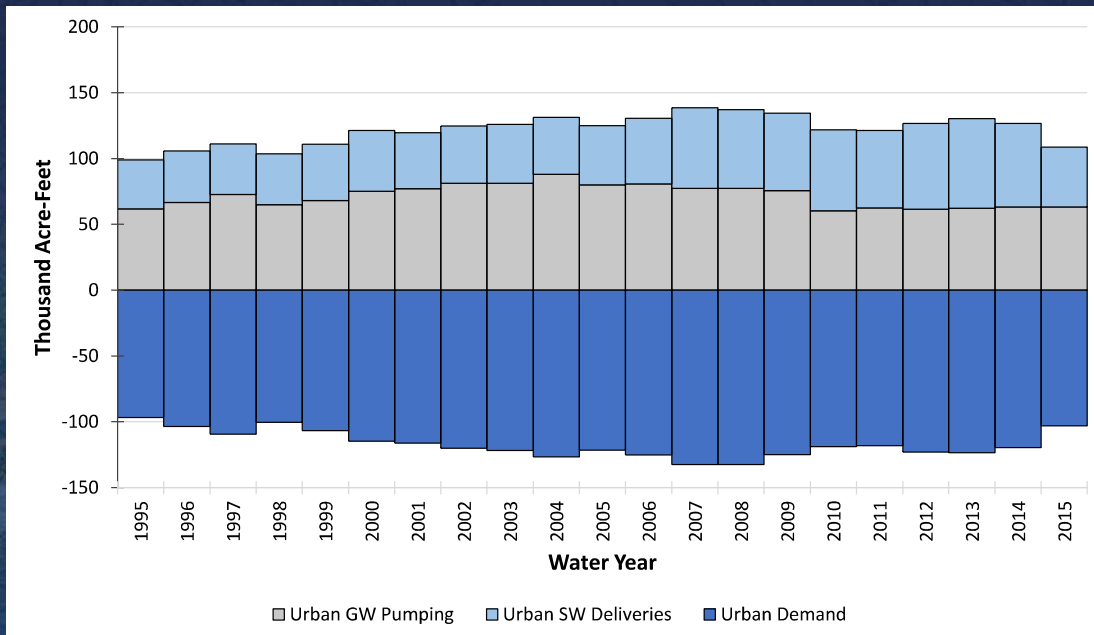 200
150
100
50
0
-50
-100
-150
Thousand Acre-Feet
1995 1996 1997 1998 1999 2000 2001 2002 2003 2004 2005 2006 2007 2008 2009 2010 2011 2012 2013 2014 2015
Water Year
Urban GW Pumping Urban SW Deliveries Urban Demand